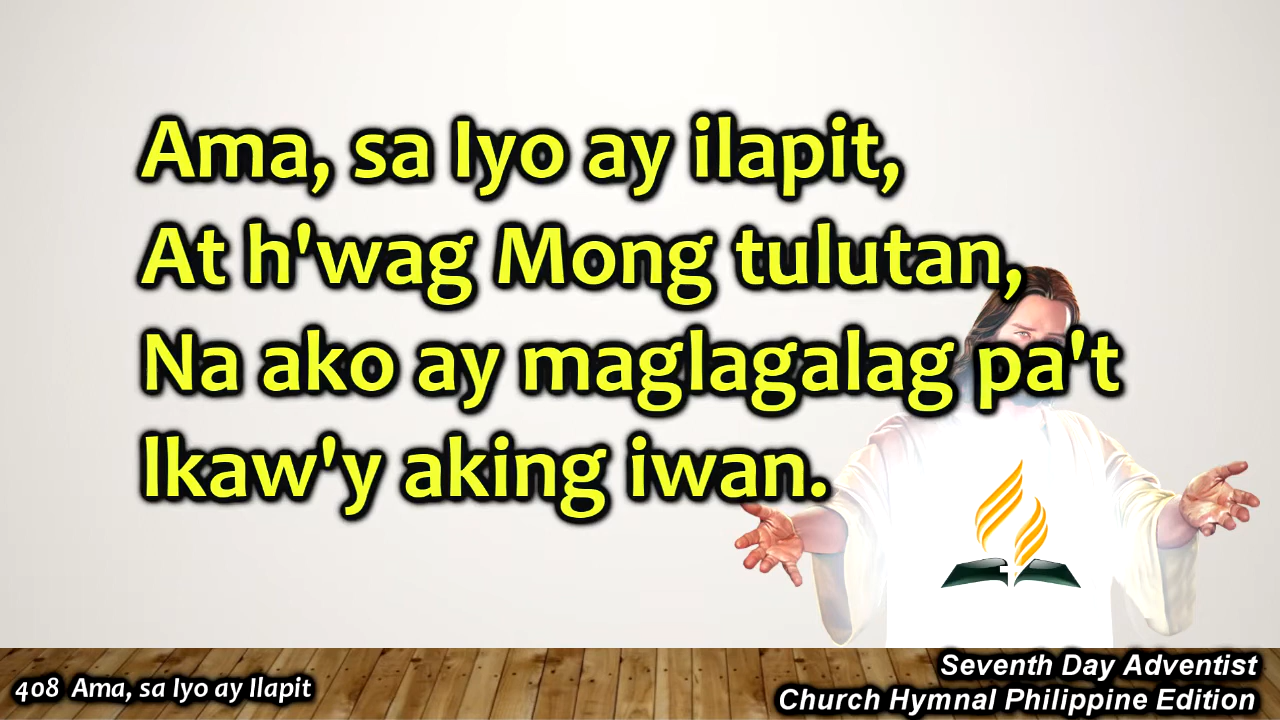 Ama, sa Iyo ay ilapit,
At h'wag Mong tulutan,
Na ako ay maglagalag pa't
Ikaw'y aking iwan.
408 Ama, sa Iyo ay Ilapit
Seventh Day Adventist
Church Hymnal Philippine Edition